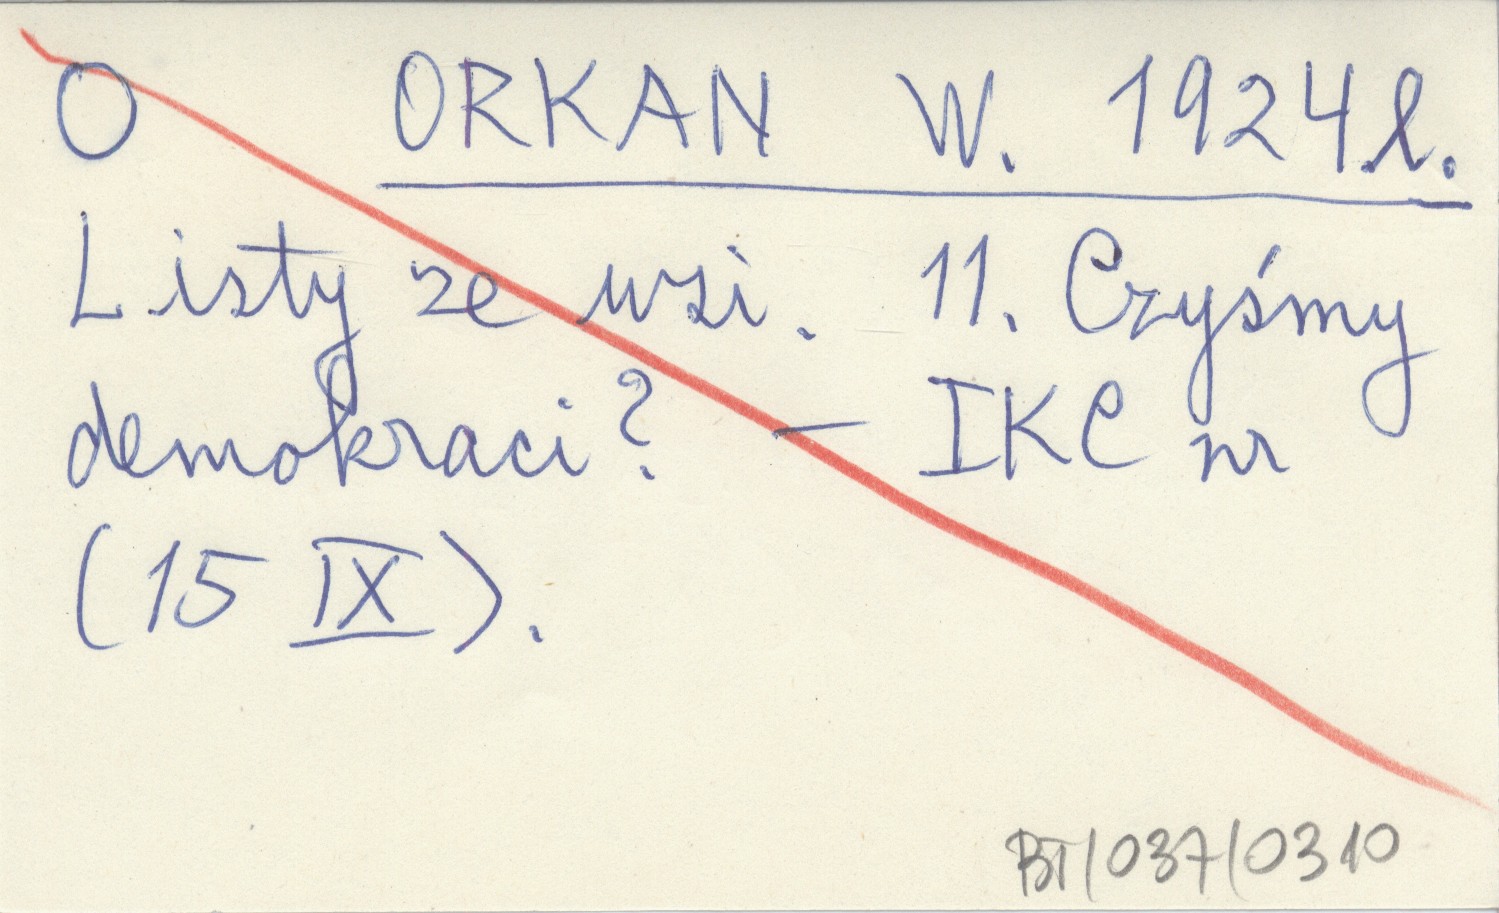 O ORKAN W. 1924.l.
Listy ze wsi. 11. Czyśmy
demokraci? — IKC nr
(15 IX).
BT/037/0310